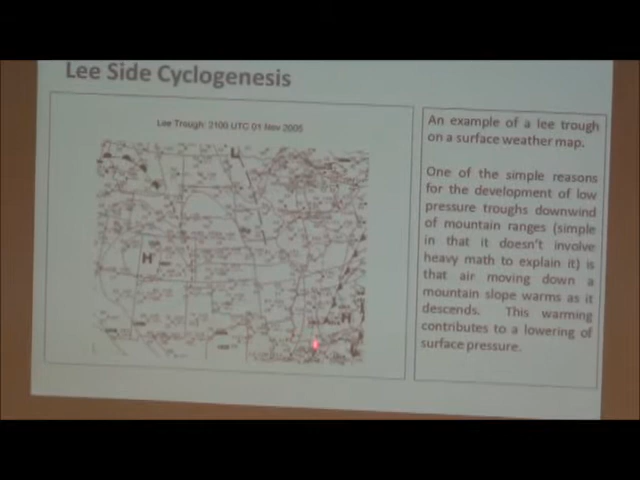 Lee Side Cyclogenesis
Lee Trough: 2100 UTC 01 Nov 2005
L
H
H
An example of a lee trough
on a surface weather map.
One of the simple reasons
for the development of low
pressure troughs downwind
of mountain ranges (simple
in that it doesn't involve
heavy math to explain it) is
that air moving down a
mountain slope warms as it
descends. This warming
contributes to a lowering of
surface pressure.